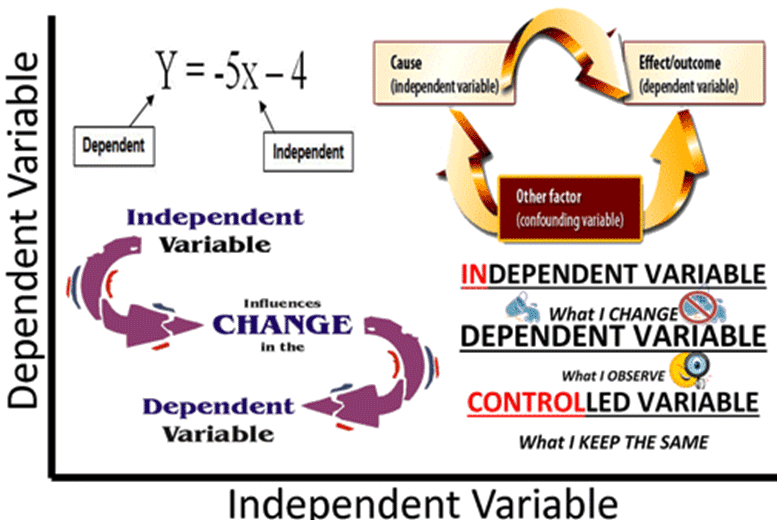 Dependent Variable
Y = -5x – 4
Dependent
Independent
Cause
(independent variable)
Effect/outcome
(dependent variable)
Other factor
(confounding variable)
Independent
Variable
Influences
CHANGE
in the
Dependent
Variable
INDEPENDENT VARIABLE
What I CHANGE
DEPENDENT VARIABLE
What I OBSERVE
CONTROLLED VARIABLE
What I KEEP THE SAME
Independent Variable